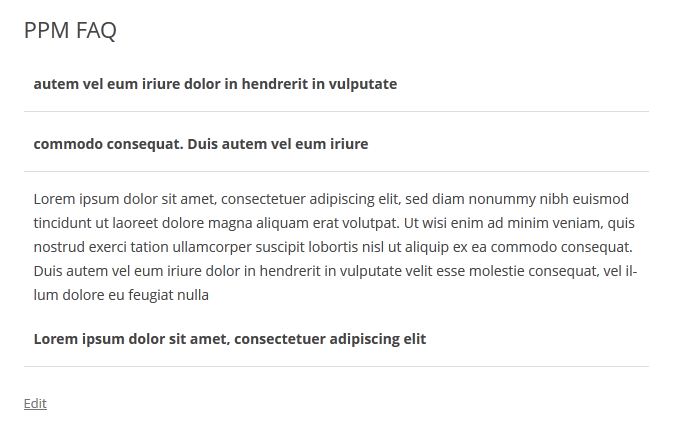 PPM FAQ
autem vel eum iriure dolor in hendrerit in vulputate
commodo consequat. Duis autem vel eum iriure
Lorem ipsum dolor sit amet, consectetuer adipiscing elit, sed diam nonummy nibh euismod
tincidunt ut laoreet dolore magna aliquam erat volutpat. Ut wisi enim ad minim veniam, quis
nostrud exerci tation ullamcorper suscipit lobortis nisl ut aliquip ex ea commodo consequat.
Duis autem vel eum iriure dolor in hendrerit in vulputate velit esse molestie consequat, vel il-
lum dolore eu feugiat nulla
Lorem ipsum dolor sit amet, consectetuer adipiscing elit
Edit